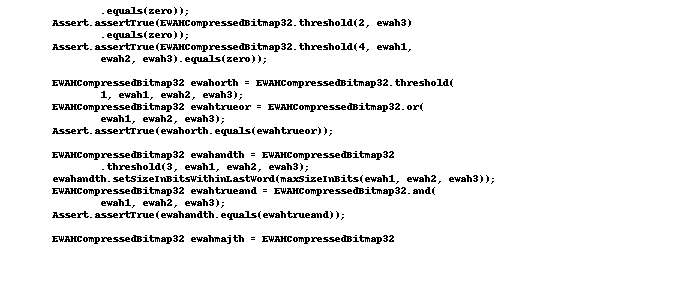 .equals(zero));
Assert.assertTrue(EWAHCompressedBitmap32.threshold(2, ewah3)
.equals(zero));
Assert.assertTrue(EWAHCompressedBitmap32.threshold(4, ewah1,
ewah2, ewah3).equals(zero));

EWAHCompressedBitmap32 ewahorth = EWAHCompressedBitmap32.threshold(
1, ewah1, ewah2, ewah3);
EWAHCompressedBitmap32 ewahtrueor = EWAHCompressedBitmap32.or(
ewah1, ewah2, ewah3);
Assert.assertTrue(ewahorth.equals(ewahtrueor));

EWAHCompressedBitmap32 ewahandth = EWAHCompressedBitmap32
.threshold(3, ewah1, ewah2, ewah3);
ewahandth.setSizeInBitsWithinLastWord(maxSizeInBits(ewah1, ewah2, ewah3));
EWAHCompressedBitmap32 ewahtrueand = EWAHCompressedBitmap32.and(
ewah1, ewah2, ewah3);
Assert.assertTrue(ewahandth.equals(ewahtrueand));

EWAHCompressedBitmap32 ewahmajth = EWAHCompressedBitmap32